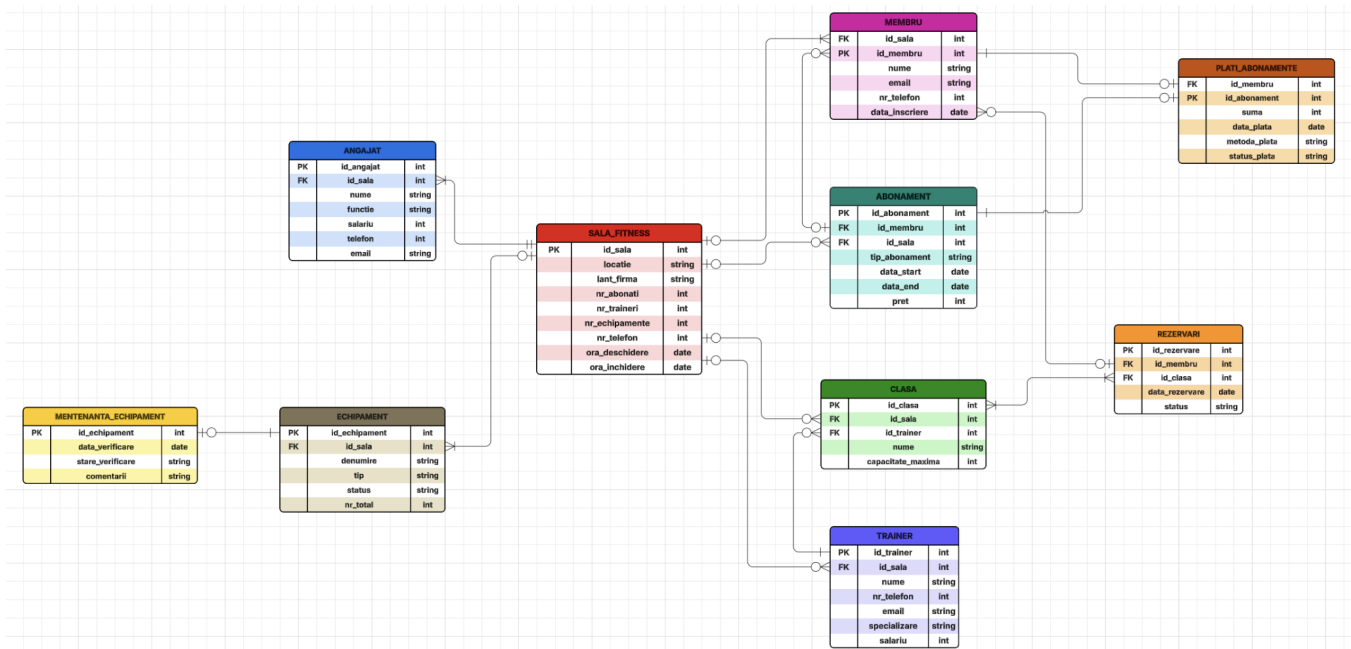 MEMBRU
FK id_sala int
PK id_membru int
nume string
email string
nr_telefon int
data_inscriere date
PLATI_ABONAMENTE
FK id_membru int
PK id_abonament int
suma int
data_plata date
metoda_plata string
status_plata string
ANGAJAT
PK id_angajat int
FK id_sala int
nume string
functie string
salariu int
telefon int
email string
ABONAMENT
PK id_abonament int
FK id_membru int
FK id_sala int
tip_abonament string
data_start date
data_end date
pret int
SALA_FITNESS
PK id_sala int
locatie string
lant_firma string
nr_abonati int
nr_traineri int
nr_echipamente int
nr_telefon int
ora_deschidere date
ora_inchidere date
REZERVARI
PK id_rezervare int
FK id_membru int
FK id_clasa int
data_rezervare date
status string
CLASA
PK id_clasa int
FK id_sala int
FK id_trainer int
nume string
capacitate_maxima int
MENTENANTA_ECHIPAMENT
PK id_echipament int
data_verificare date
stare_verificare string
comentarii string
ECHIPAMENT
PK id_echipament int
FK id_sala int
denumire string
tip string
status string
nr_total int
TRAINER
PK id_trainer int
FK id_sala int
nume string
nr_telefon int
email string
specializare string
salariu int